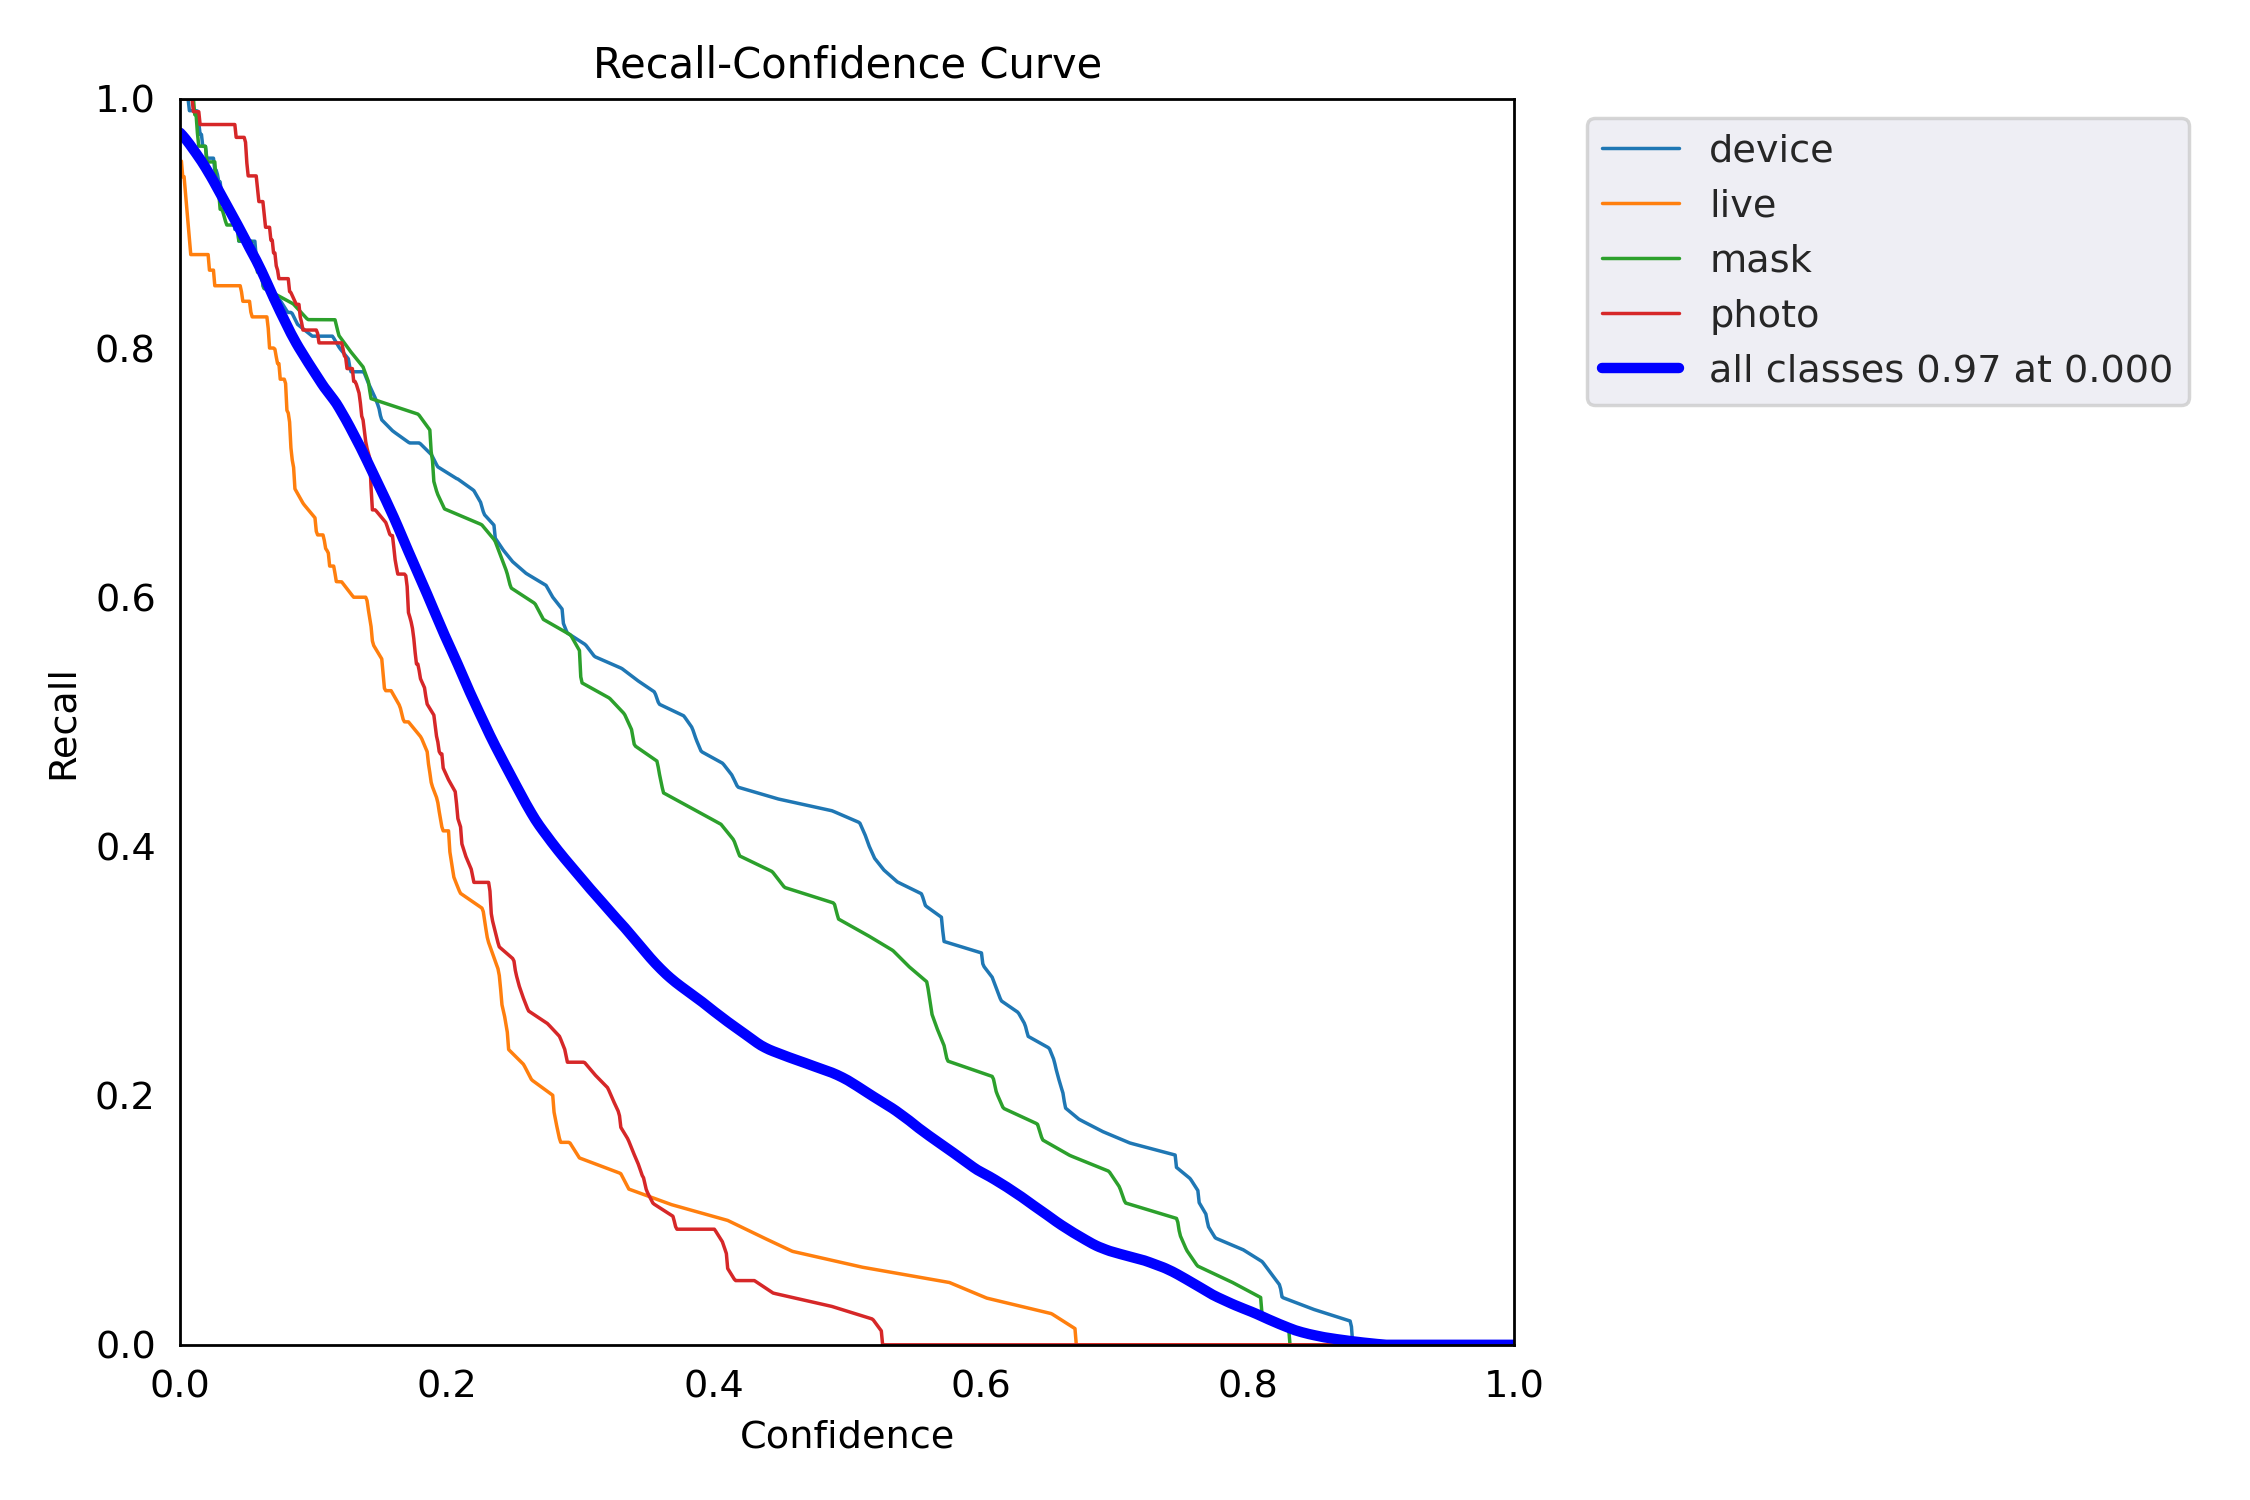 Recall-Confidence Curve
1.0
0.8
0.6
0.4
0.2
0.0
Recall
0.0 0.2 0.4 0.6 0.8 1.0
Confidence
device
live
mask
photo
all classes 0.97 at 0.000